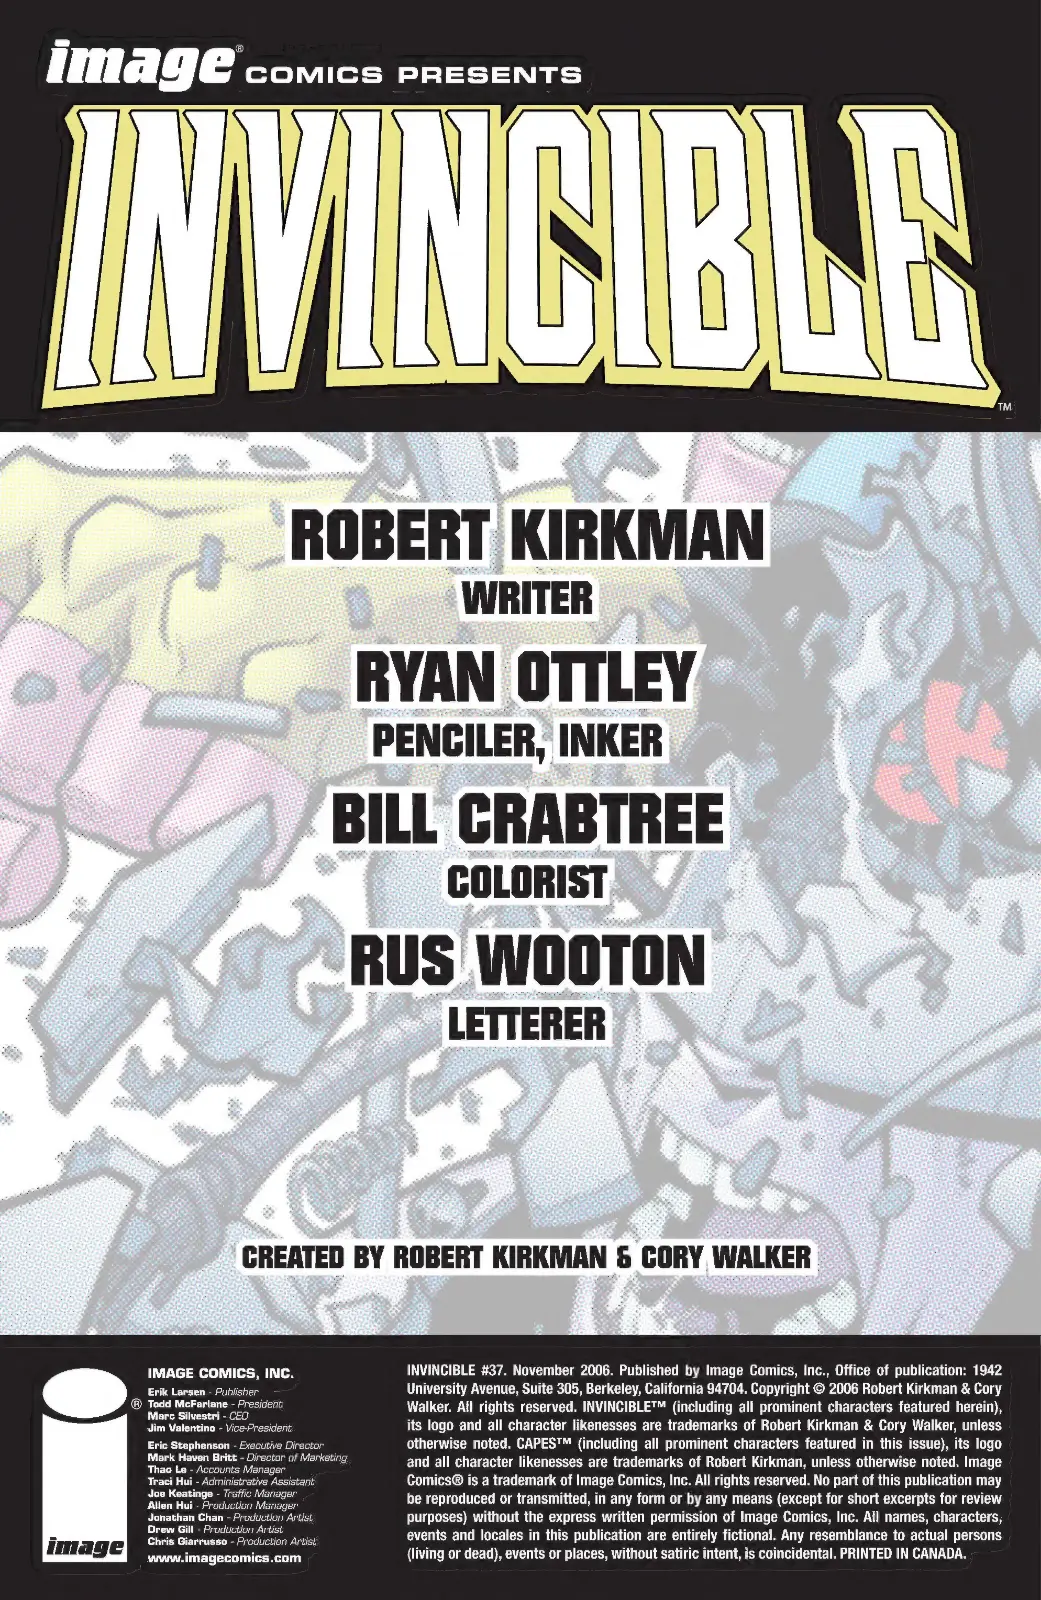 image® COMICS PRESENTS
INVINCIBLE™
ROBERT KIRKMAN
WRITER
RYAN OTTLEY
PENCILER, INKER
BILL CRABTREE
COLORIST
RUS WOOTON
LETTERER
CREATED BY ROBERT KIRKMAN & CORY WALKER
IMAGE COMICS, INC.
Erik Larsen - Publisher
Todd McFarlane - President
Marc Silvestri - CEO
Jim Valentino - Vice-President
Eric Stephenson - Executive Director
Mark Haven Britt - Director of Marketing
Thao Le - Accounts Manager
Traci Hui - Administrative Assistant
Joe Keatinge - Traffic Manager
Allen Hui - Production Manager
Jonathan Chan - Production Artist
Drew Gill - Production Artist
Chris Giarrusso - Production Artist
www.imagecomics.com
®
image
INVINCIBLE #37. November 2006. Published by Image Comics, Inc., Office of publication: 1942
University Avenue, Suite 305, Berkeley, California 94704. Copyright © 2006 Robert Kirkman & Cory
Walker. All rights reserved. INVINCIBLE™ (including all prominent characters featured herein),
its logo and all character likenesses are trademarks of Robert Kirkman & Cory Walker, unless
otherwise noted. CAPES™ (including all prominent characters featured in this issue), its logo
and all character likenesses are trademarks of Robert Kirkman, unless otherwise noted. Image
Comics® is a trademark of Image Comics, Inc. All rights reserved. No part of this publication may
be reproduced or transmitted, in any form or by any means (except for short excerpts for review
purposes) without the express written permission of Image Comics, Inc. All names, characters,
events and locales in this publication are entirely fictional. Any resemblance to actual persons
(living or dead), events or places, without satiric intent, is coincidental. PRINTED IN CANADA.